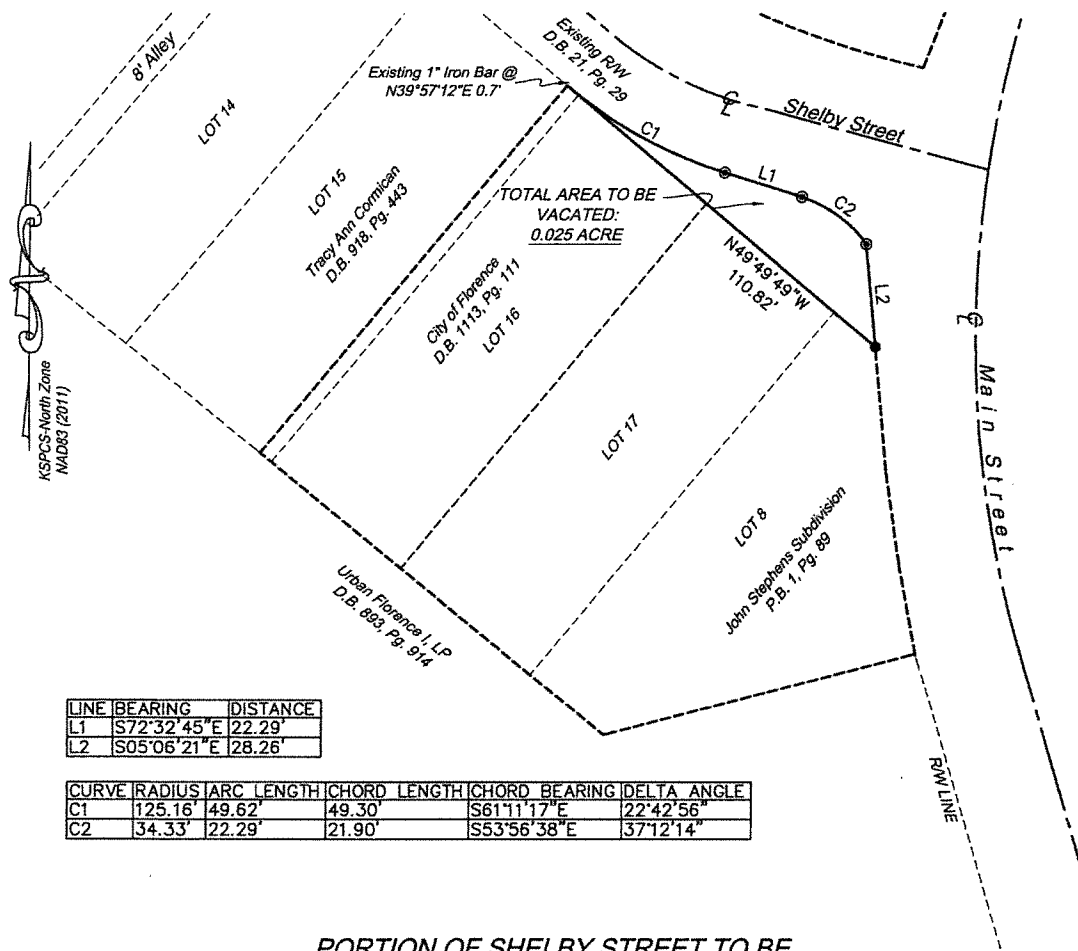 8' Alley
LOT 14
Existing 1" Iron Bar @
N39°57'12"E 0.7'
Existing R/W
D.B. 21, Pg. 29
C1
℄
Shelby Street
L1
C2
L2
TOTAL AREA TO BE
VACATED:
0.025 ACRE
N49°49'49"W
110.82'
LOT 15
Tracy Ann Cormican
D.B. 918, Pg. 443
City of Florence
D.B. 1113, Pg. 111
LOT 16
LOT 17
LOT 8
John Stephens Subdivision
P.B. 1, Pg. 89
℄
Main Street
KSPCS-North Zone
NAD83 (2011)
Urban Florence I, LP
D.B. 893, Pg. 914
R/W LINE
LINE BEARING DISTANCE
L1 S72°32'45"E 22.29'
L2 S05°06'21"E 28.26'
CURVE RADIUS ARC LENGTH CHORD LENGTH CHORD BEARING DELTA ANGLE
C1 125.16' 49.62' 49.30' S61°11'17"E 22°42'56"
C2 34.33' 22.29' 21.90' S53°56'38"E 37°12'14"
PORTION OF SHELBY STREET TO BE